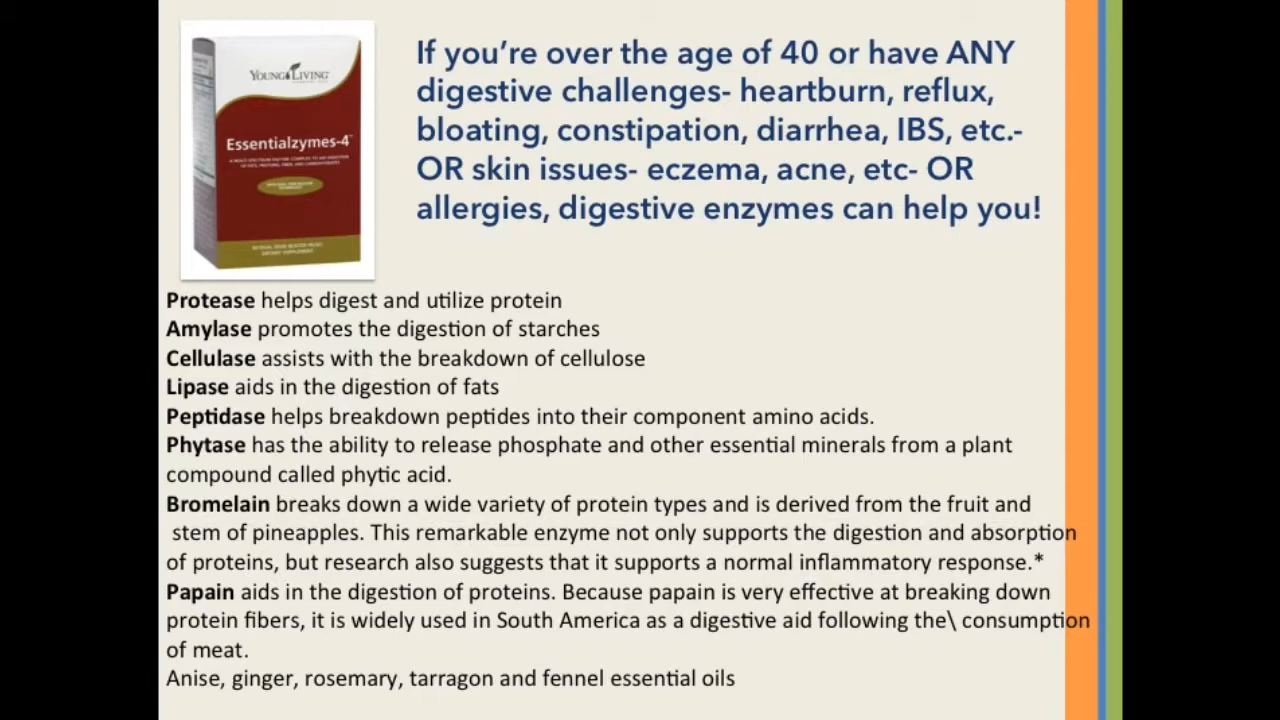 YOUNG LIVING
Essentialzymes-4™
If you're over the age of 40 or have ANY
digestive challenges- heartburn, reflux,
bloating, constipation, diarrhea, IBS, etc.-
OR skin issues- eczema, acne, etc- OR
allergies, digestive enzymes can help you!
Protease helps digest and utilize protein
Amylase promotes the digestion of starches
Cellulase assists with the breakdown of cellulose
Lipase aids in the digestion of fats
Peptidase helps breakdown peptides into their component amino acids.
Phytase has the ability to release phosphate and other essential minerals from a plant
compound called phytic acid.
Bromelain breaks down a wide variety of protein types and is derived from the fruit and
stem of pineapples. This remarkable enzyme not only supports the digestion and absorption
of proteins, but research also suggests that it supports a normal inflammatory response.*
Papain aids in the digestion of proteins. Because papain is very effective at breaking down
protein fibers, it is widely used in South America as a digestive aid following the\ consumption
of meat.
Anise, ginger, rosemary, tarragon and fennel essential oils